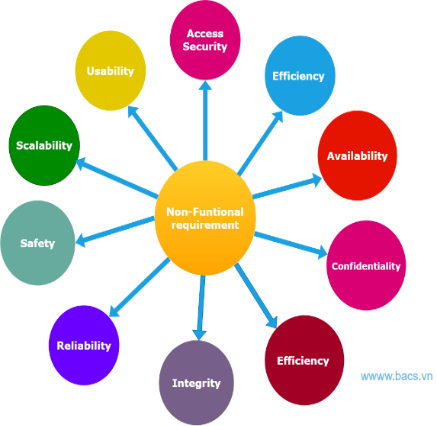 Access
Security
Usability
Efficiency
Scalability
Availability
Non-Funtional
requirement
Safety
Confidentiality
Reliability
Efficiency
Integrity
wwww.bacs.vn